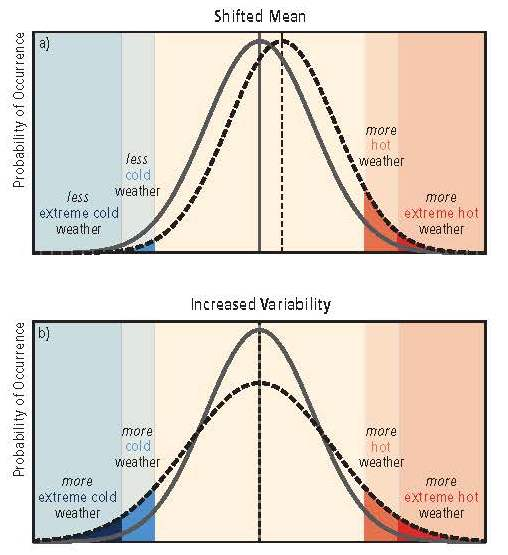 Shifted Mean
a)
Probability of Occurrence
less
cold
weather
less
extreme cold
weather
more
hot
weather
more
extreme hot
weather
Increased Variability
b)
Probability of Occurrence
more
cold
weather
more
extreme cold
weather
more
hot
weather
more
extreme hot
weather